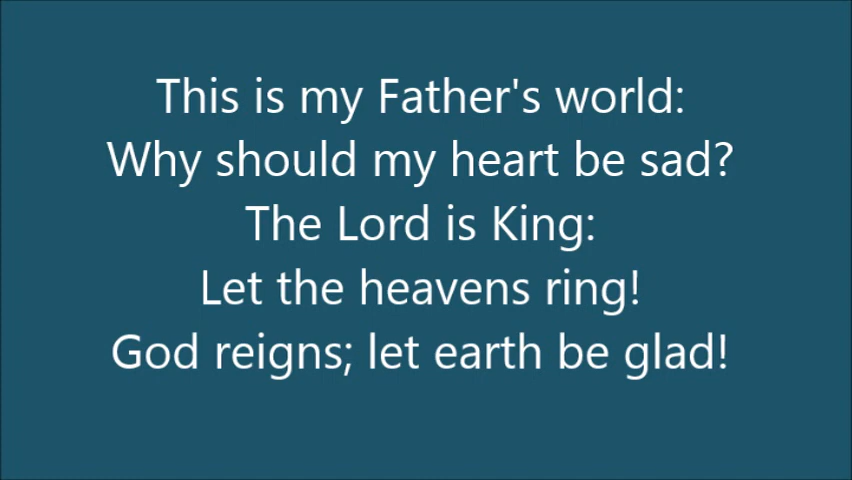 This is my Father's world:
Why should my heart be sad?
The Lord is King:
Let the heavens ring!
God reigns; let earth be glad!